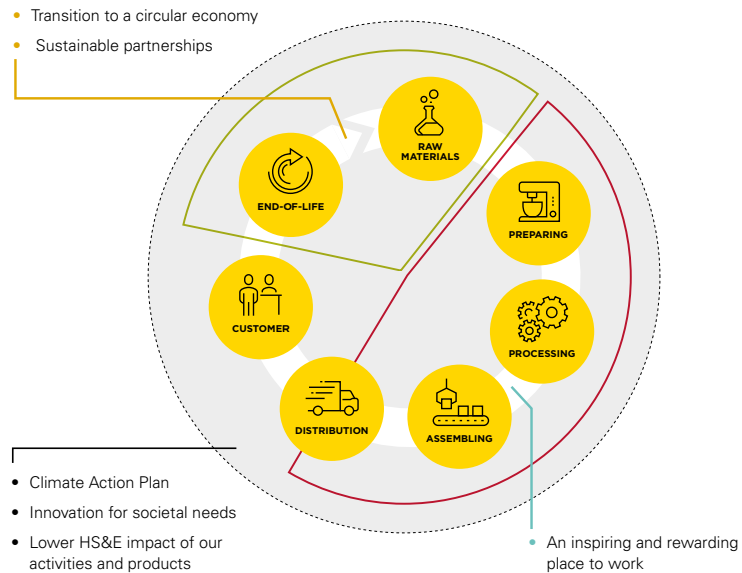 • Transition to a circular economy
• Sustainable partnerships
RAW
MATERIALS
END-OF-LIFE
PREPARING
CUSTOMER
PROCESSING
DISTRIBUTION
ASSEMBLING
• Climate Action Plan
• Innovation for societal needs
• Lower HS&E impact of our
activities and products
• An inspiring and rewarding
place to work